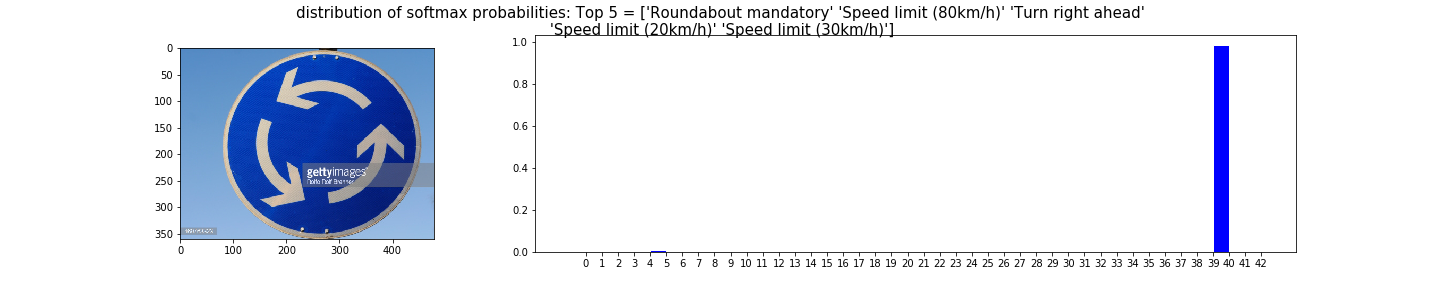 distribution of softmax probabilities: Top 5 = ['Roundabout mandatory' 'Speed limit (80km/h)' 'Turn right ahead'
'Speed limit (20km/h)' 'Speed limit (30km/h)']
0
50
100
150
200
250
300
350
0 100 200 300 400
gettyimages
1.0
0.8
0.6
0.4
0.2
0.0
0 1 2 3 4 5 6 7 8 9 10 11 12 13 14 15 16 17 18 19 20 21 22 23 24 25 26 27 28 29 30 31 32 33 34 35 36 37 38 39 40 41 42